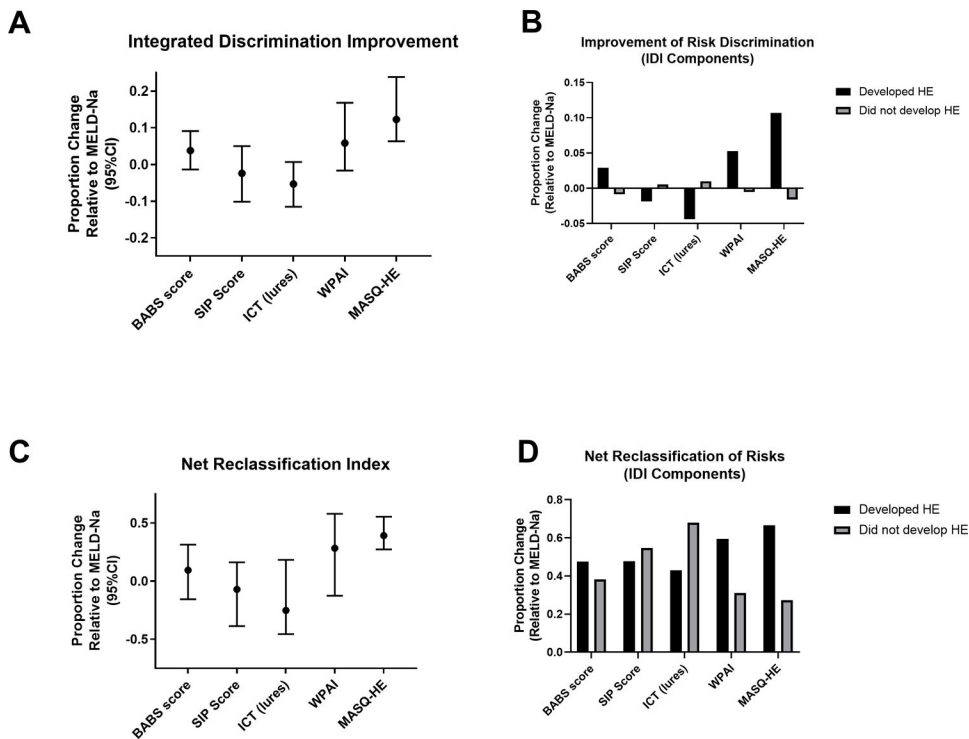 A
Integrated Discrimination Improvement
Proportion Change
Relative to MELD-Na
(95%CI)
0.2
0.1
0.0
-0.1
-0.2
BABS score
SIP Score
ICT (lures)
WPAI
MASQ-HE
B
Improvement of Risk Discrimination
(IDI Components)
Proportion Change
(Relative to MELD-Na)
0.15
0.10
0.05
0.00
-0.05
BABS score
SIP Score
ICT (lures)
WPAI
MASQ-HE
Developed HE
Did not develop HE
C
Net Reclassification Index
Proportion Change
Relative to MELD-Na
(95%CI)
0.5
0.0
-0.5
BABS score
SIP Score
ICT (lures)
WPAI
MASQ-HE
D
Net Reclassification of Risks
(IDI Components)
Proportion Change
(Relative to MELD-Na)
0.8
0.6
0.4
0.2
0.0
BABS score
SIP Score
ICT (lures)
WPAI
MASQ-HE
Developed HE
Did not develop HE